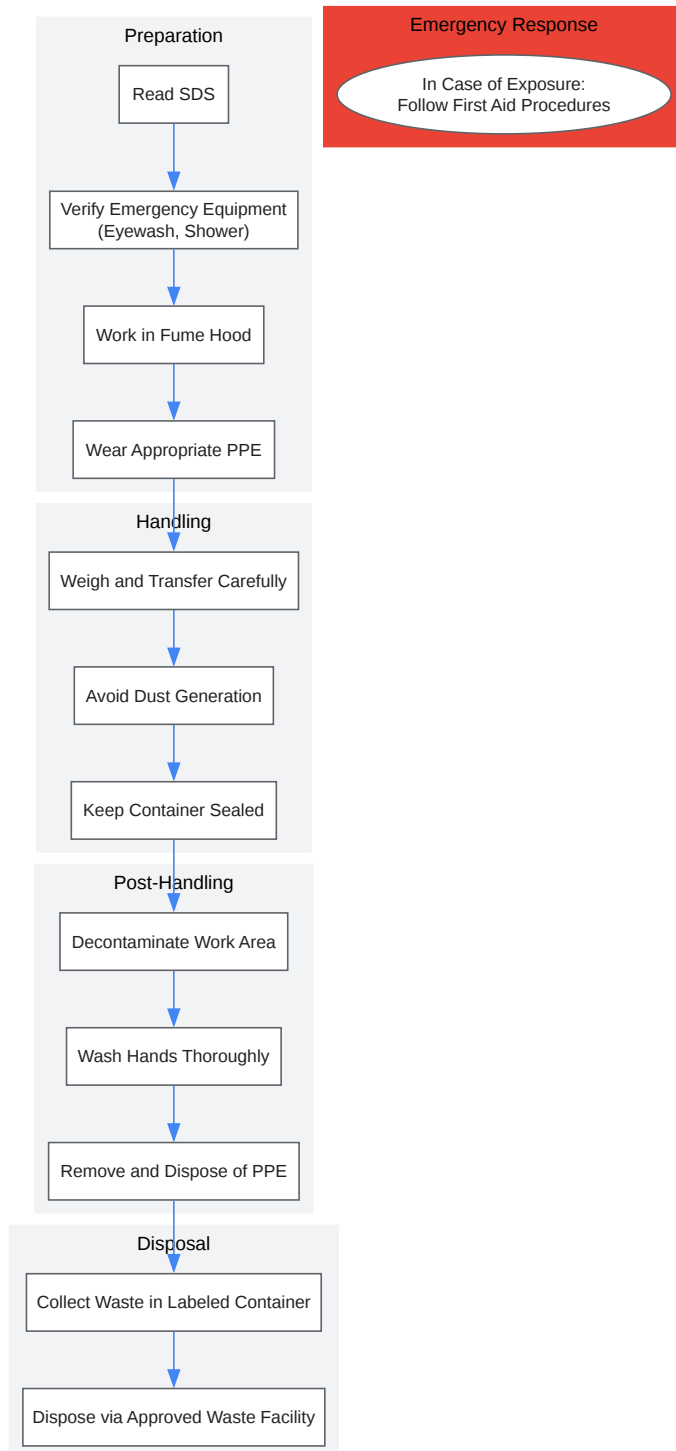 Preparation
Read SDS
Verify Emergency Equipment
(Eyewash, Shower)
Work in Fume Hood
Wear Appropriate PPE
Handling
Weigh and Transfer Carefully
Avoid Dust Generation
Keep Container Sealed
Post-Handling
Decontaminate Work Area
Wash Hands Thoroughly
Remove and Dispose of PPE
Disposal
Collect Waste in Labeled Container
Dispose via Approved Waste Facility
Emergency Response
In Case of Exposure:
Follow First Aid Procedures